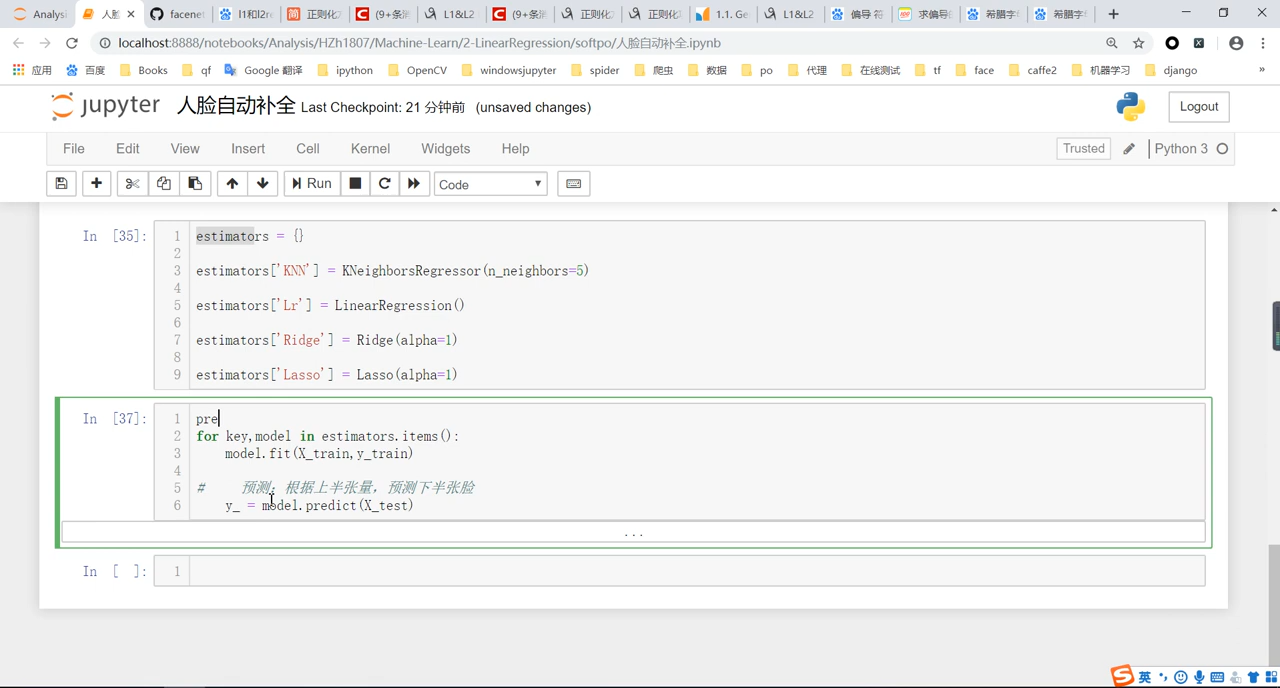 Analysi
人脸
facenet
l1和l2re
正则化
(9+条消
L1&L2
(9+条消
正则化
正则化
1.1. Ge
L1&L2
偏导 符
求偏导
希腊字
希腊字
localhost:8888/notebooks/Analysis/HZh1807/Machine-Learn/2-LinearRegression/softpo/人脸自动补全.ipynb
应用 百度 Books qf Google 翻译 ipython OpenCV windowsjupyter spider 爬虫 数据 po 代理 在线测试 tf face caffe2 机器学习 django »
jupyter 人脸自动补全 Last Checkpoint: 21 分钟前 (unsaved changes) Logout
File Edit View Insert Cell Kernel Widgets Help Trusted Python 3
Run Code
In [35]:
1 estimators = {}
2
3 estimators['KNN'] = KNeighborsRegressor(n_neighbors=5)
4
5 estimators['Lr'] = LinearRegression()
6
7 estimators['Ridge'] = Ridge(alpha=1)
8
9 estimators['Lasso'] = Lasso(alpha=1)
In [37]:
1 pre
2 for key,model in estimators.items():
3 model.fit(X_train,y_train)
4
5 # 预测：根据上半张量，预测下半张脸
6 y_ = model.predict(X_test)
...
In [ ]: 1
英